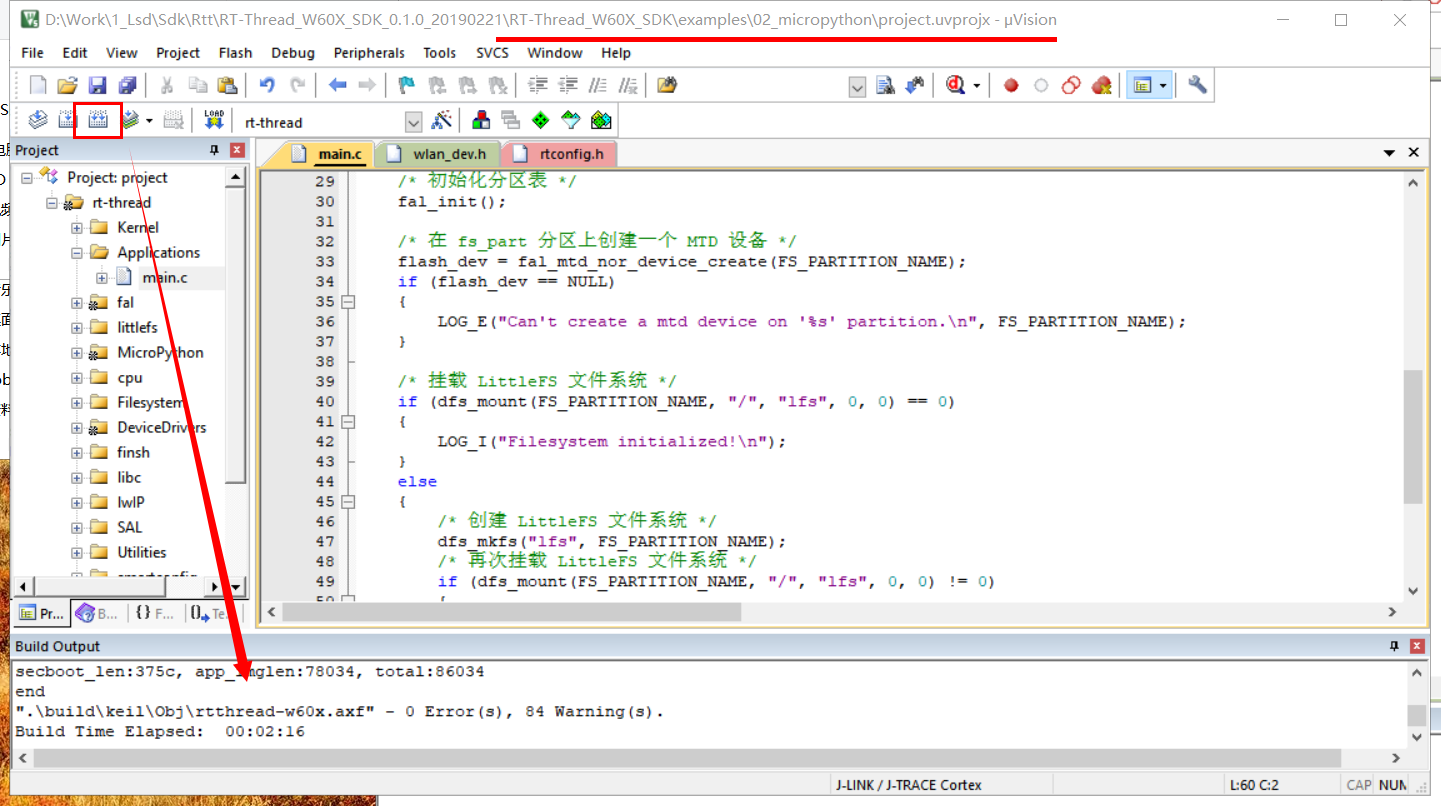 D:\Work\1_Lsd\Sdk\Rtt\RT-Thread_W60X_SDK_0.1.0_20190221\RT-Thread_W60X_SDK\examples\02_micropython\project.uvprojx - µVision
File Edit View Project Flash Debug Peripherals Tools SVCS Window Help
LOAD
rt-thread
Project
main.c wlan_dev.h rtconfig.h
Project: project
rt-thread
Kernel
Applications
main.c
fal
littlefs
MicroPython
cpu
Filesystem
DeviceDrivers
finsh
libc
lwIP
SAL
Utilities
Pr... B... {} F... Te...
29 /* 初始化分区表 */
30 fal_init();
31
32 /* 在 fs_part 分区上创建一个 MTD 设备 */
33 flash_dev = fal_mtd_nor_device_create(FS_PARTITION_NAME);
34 if (flash_dev == NULL)
35 {
36 LOG_E("Can't create a mtd device on '%s' partition.\n", FS_PARTITION_NAME);
37 }
38
39 /* 挂载 LittleFS 文件系统 */
40 if (dfs_mount(FS_PARTITION_NAME, "/", "lfs", 0, 0) == 0)
41 {
42 LOG_I("Filesystem initialized!\n");
43 }
44 else
45 {
46 /* 创建 LittleFS 文件系统 */
47 dfs_mkfs("lfs", FS_PARTITION_NAME);
48 /* 再次挂载 LittleFS 文件系统 */
49 if (dfs_mount(FS_PARTITION_NAME, "/", "lfs", 0, 0) != 0)
Build Output
secboot_len:375c, app_imglen:78034, total:86034
end
".\build\keil\Obj\rtthread-w60x.axf" - 0 Error(s), 84 Warning(s).
Build Time Elapsed: 00:02:16
J-LINK / J-TRACE Cortex L:60 C:2 CAP NUM